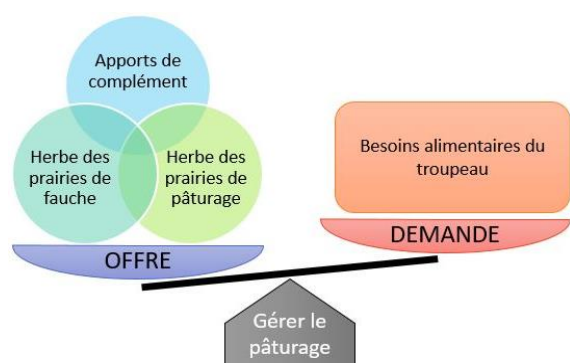 Apports de
complément
Herbe des
prairies de
fauche
Herbe des
prairies de
pâturage
OFFRE
Besoins alimentaires du
troupeau
DEMANDE
Gérer le
pâturage